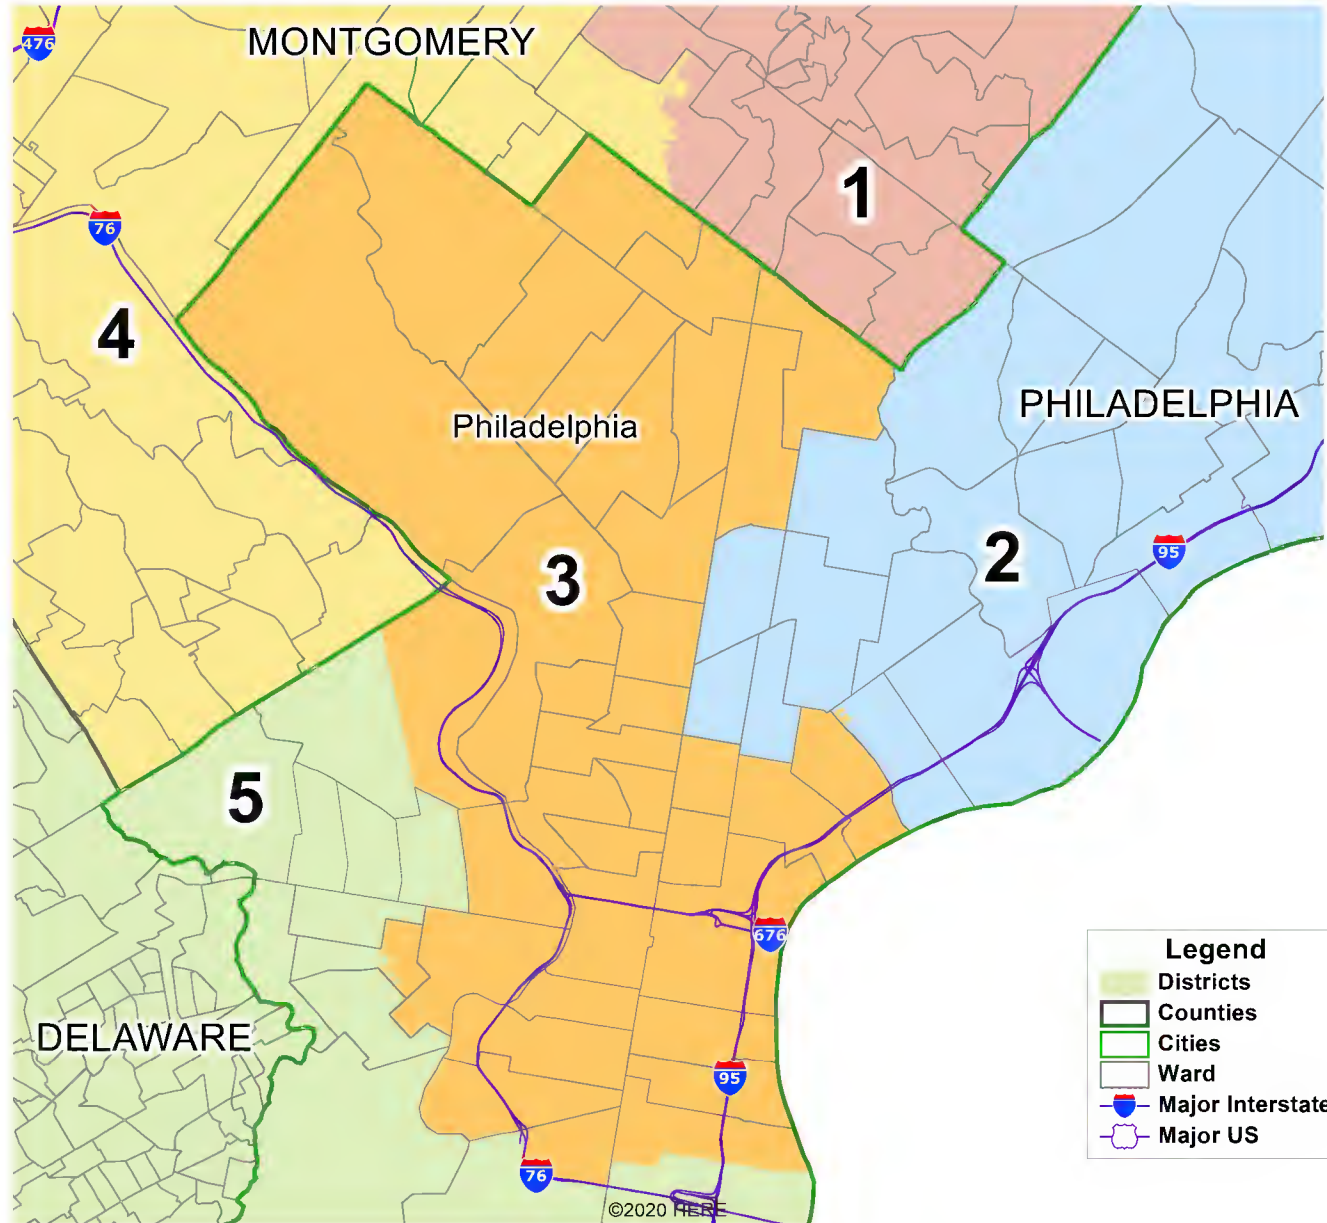 476
MONTGOMERY
1
76
4
PHILADELPHIA
Philadelphia
2
95
3
5
676
Legend
Districts
Counties
DELAWARE
Cities
Ward
95
Major Interstate
Major US
76
©2020 HERE